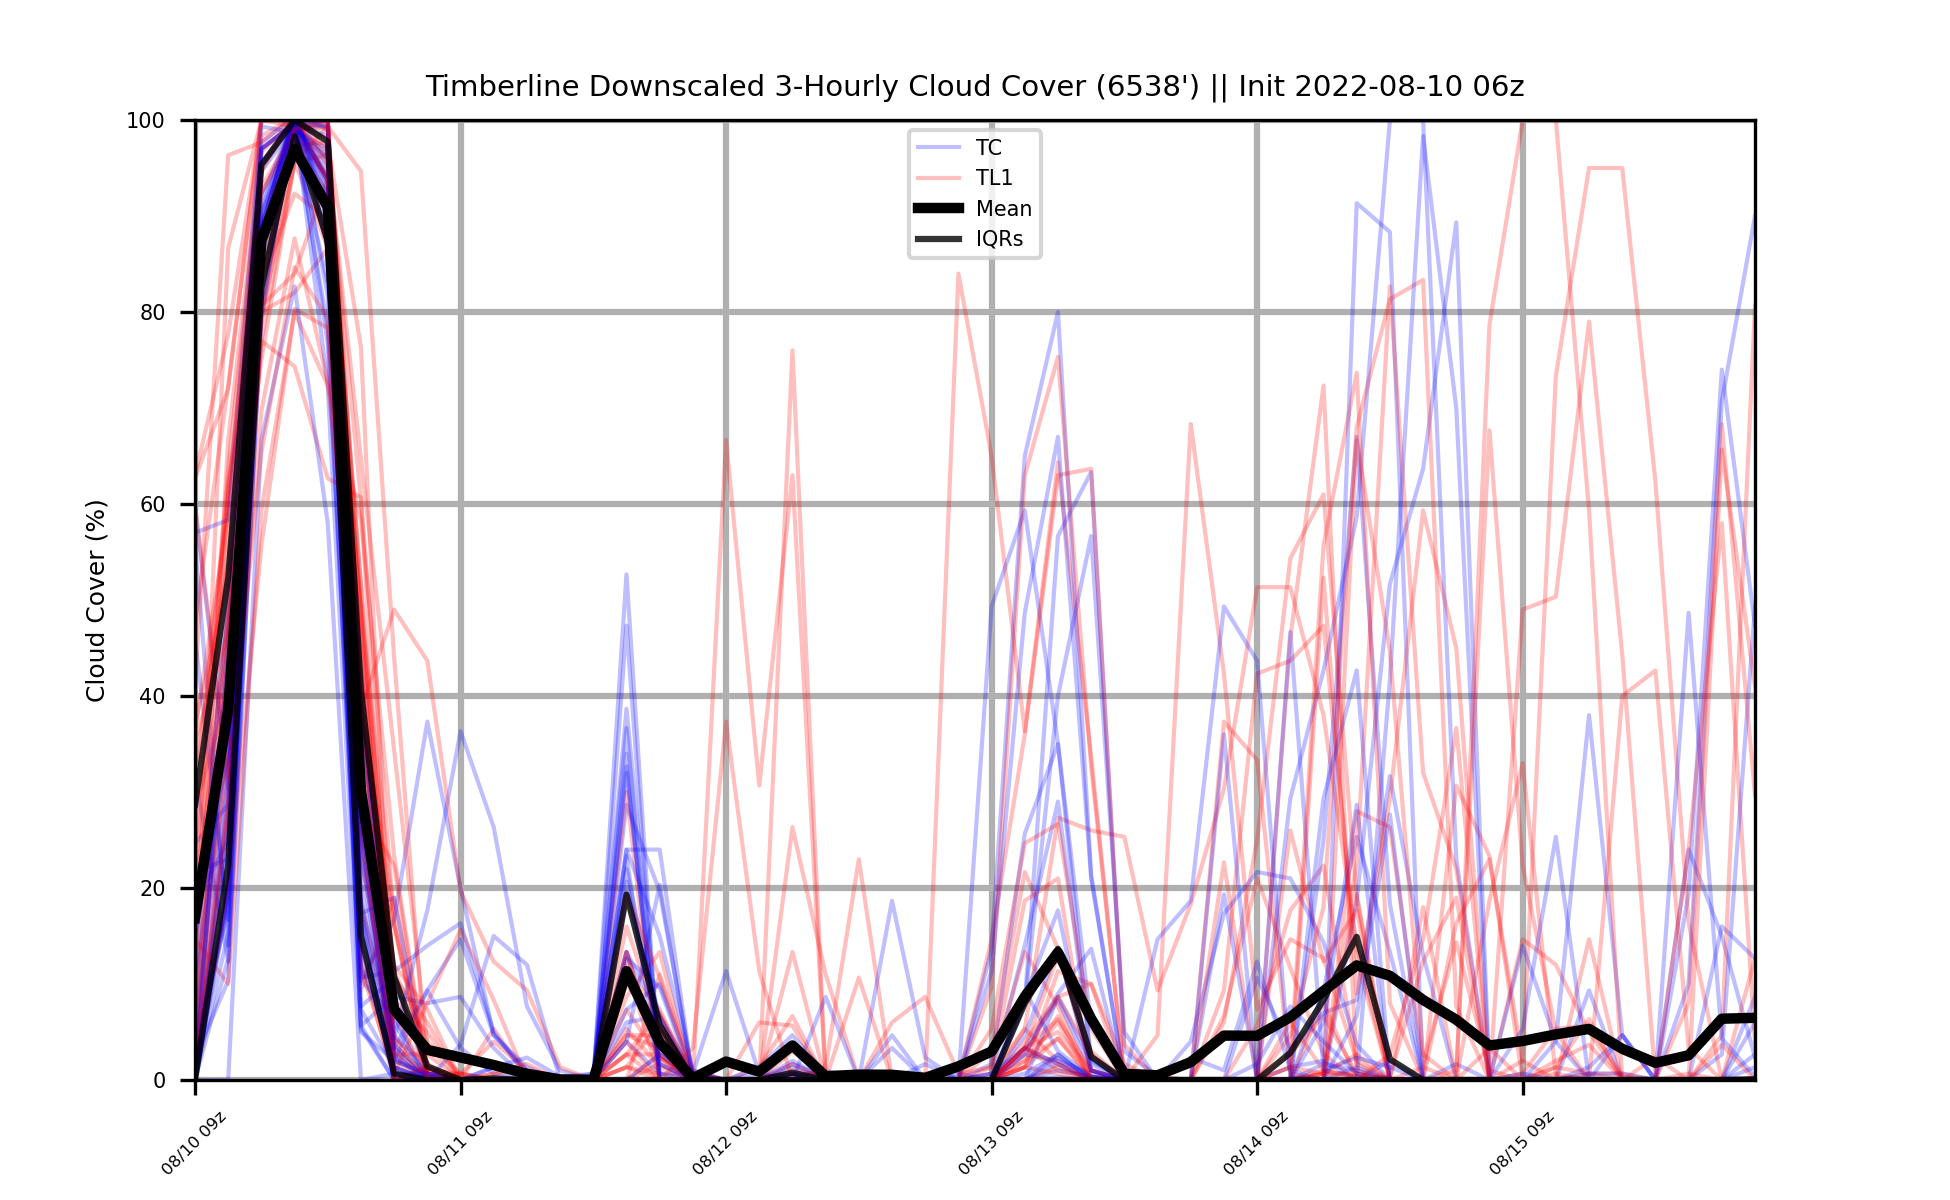 Timberline Downscaled 3-Hourly Cloud Cover (6538') || Init 2022-08-10 06z
100
80
60
40
20
0
Cloud Cover (%)
TC
TL1
Mean
IQRs
08/10 09z
08/11 09z
08/12 09z
08/13 09z
08/14 09z
08/15 09z